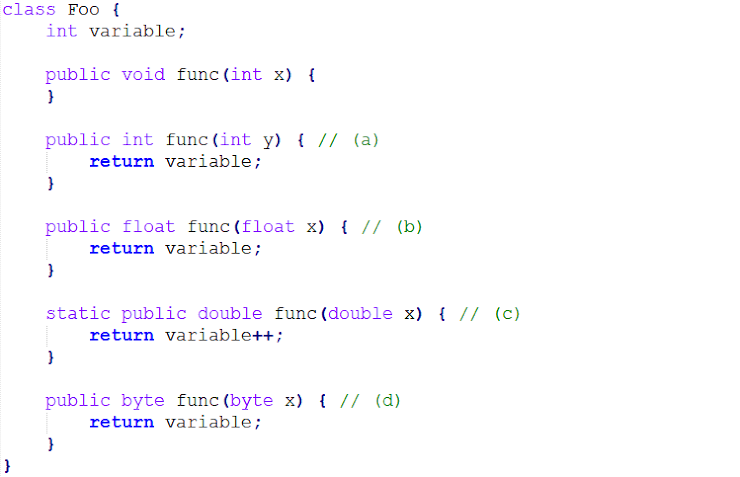 class Foo {
    int variable;

    public void func(int x) {
    }

    public int func(int y) { // (a)
        return variable;
    }

    public float func(float x) { // (b)
        return variable;
    }

    static public double func(double x) { // (c)
        return variable++;
    }

    public byte func(byte x) { // (d)
        return variable;
    }
}